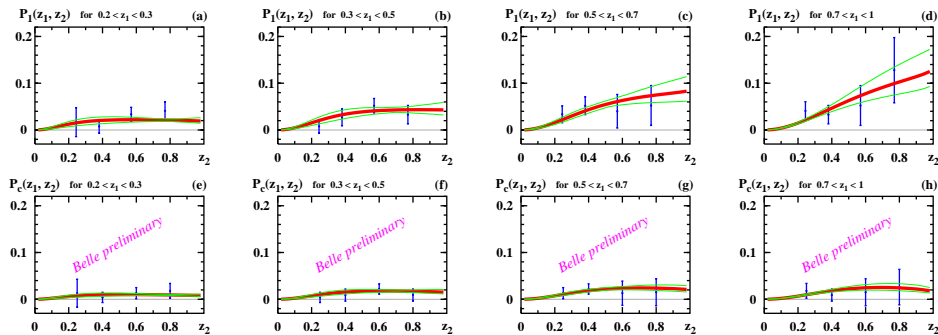 P1(z1, z2) for 0.2 < z1 < 0.3 (a)
P1(z1, z2) for 0.3 < z1 < 0.5 (b)
P1(z1, z2) for 0.5 < z1 < 0.7 (c)
P1(z1, z2) for 0.7 < z1 < 1 (d)
0.2
0.1
0
0 0.2 0.4 0.6 0.8 z2
0.2
0.1
0
0 0.2 0.4 0.6 0.8 z2
0.2
0.1
0
0 0.2 0.4 0.6 0.8 z2
0.2
0.1
0
0 0.2 0.4 0.6 0.8 z2
Pc(z1, z2) for 0.2 < z1 < 0.3 (e)
Pc(z1, z2) for 0.3 < z1 < 0.5 (f)
Pc(z1, z2) for 0.5 < z1 < 0.7 (g)
Pc(z1, z2) for 0.7 < z1 < 1 (h)
0.2
0.1
0
Belle preliminary
0 0.2 0.4 0.6 0.8 z2
0.2
0.1
0
Belle preliminary
0 0.2 0.4 0.6 0.8 z2
0.2
0.1
0
Belle preliminary
0 0.2 0.4 0.6 0.8 z2
0.2
0.1
0
Belle preliminary
0 0.2 0.4 0.6 0.8 z2